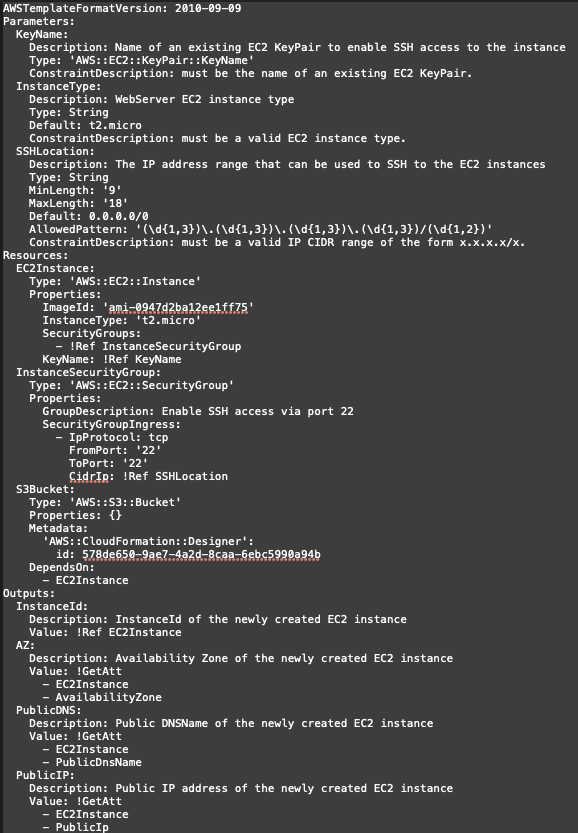 AWSTemplateFormatVersion: 2010-09-09
Parameters:
  KeyName:
    Description: Name of an existing EC2 KeyPair to enable SSH access to the instance
    Type: 'AWS::EC2::KeyPair::KeyName'
    ConstraintDescription: must be the name of an existing EC2 KeyPair.
  InstanceType:
    Description: WebServer EC2 instance type
    Type: String
    Default: t2.micro
    ConstraintDescription: must be a valid EC2 instance type.
  SSHLocation:
    Description: The IP address range that can be used to SSH to the EC2 instances
    Type: String
    MinLength: '9'
    MaxLength: '18'
    Default: 0.0.0.0/0
    AllowedPattern: '(\d{1,3})\.(\d{1,3})\.(\d{1,3})\.(\d{1,3})/(\d{1,2})'
    ConstraintDescription: must be a valid IP CIDR range of the form x.x.x.x/x.
Resources:
  EC2Instance:
    Type: 'AWS::EC2::Instance'
    Properties:
      ImageId: 'ami-0947d2ba12ee1ff75'
      InstanceType: 't2.micro'
      SecurityGroups:
        - !Ref InstanceSecurityGroup
      KeyName: !Ref KeyName
  InstanceSecurityGroup:
    Type: 'AWS::EC2::SecurityGroup'
    Properties:
      GroupDescription: Enable SSH access via port 22
      SecurityGroupIngress:
        - IpProtocol: tcp
          FromPort: '22'
          ToPort: '22'
          CidrIp: !Ref SSHLocation
  S3Bucket:
    Type: 'AWS::S3::Bucket'
    Properties: {}
    Metadata:
      'AWS::CloudFormation::Designer':
        id: 578de650-9ae7-4a2d-8caa-6ebc5990a94b
    DependsOn:
      - EC2Instance
Outputs:
  InstanceId:
    Description: InstanceId of the newly created EC2 instance
    Value: !Ref EC2Instance
  AZ:
    Description: Availability Zone of the newly created EC2 instance
    Value: !GetAtt
      - EC2Instance
      - AvailabilityZone
  PublicDNS:
    Description: Public DNSName of the newly created EC2 instance
    Value: !GetAtt
      - EC2Instance
      - PublicDnsName
  PublicIP:
    Description: Public IP address of the newly created EC2 instance
    Value: !GetAtt
      - EC2Instance
      - PublicIp